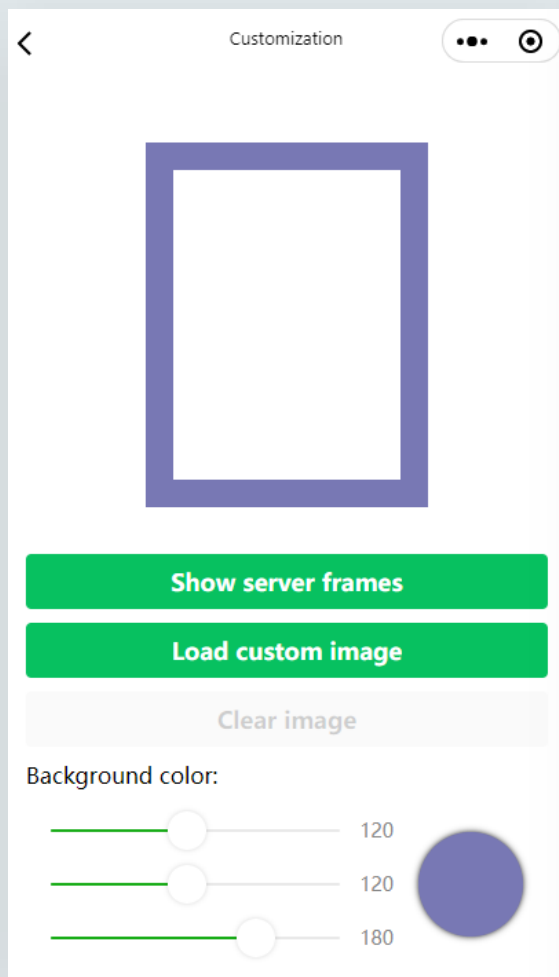 Customization
Show server frames
Load custom image
Clear image
Background color:
120
120
180